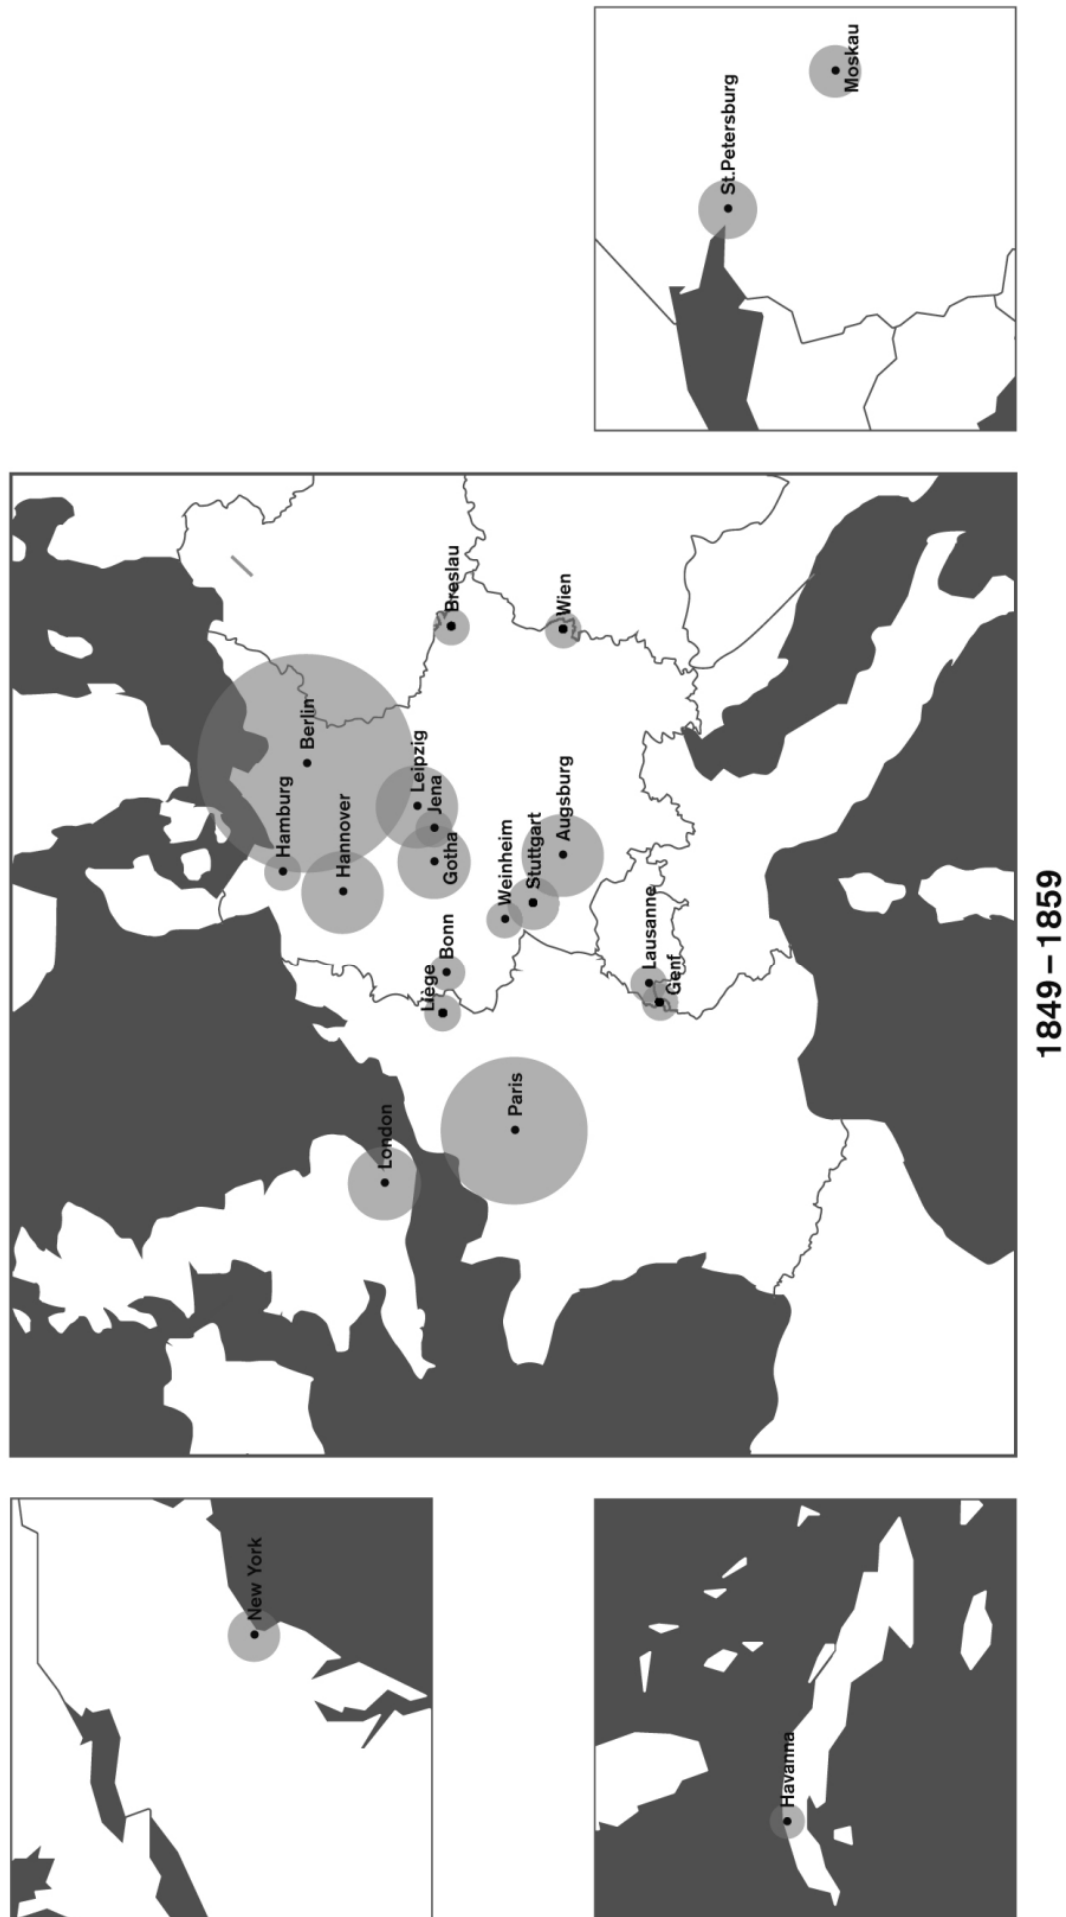 New York
Havanna
London
Paris
Liège
Bonn
Hamburg
Hannover
Berlin
Leipzig
Jena
Gotha
Weinheim
Stuttgart
Augsburg
Lausanne
Genf
Breslau
Wien
St.Petersburg
Moskau
1849–1859